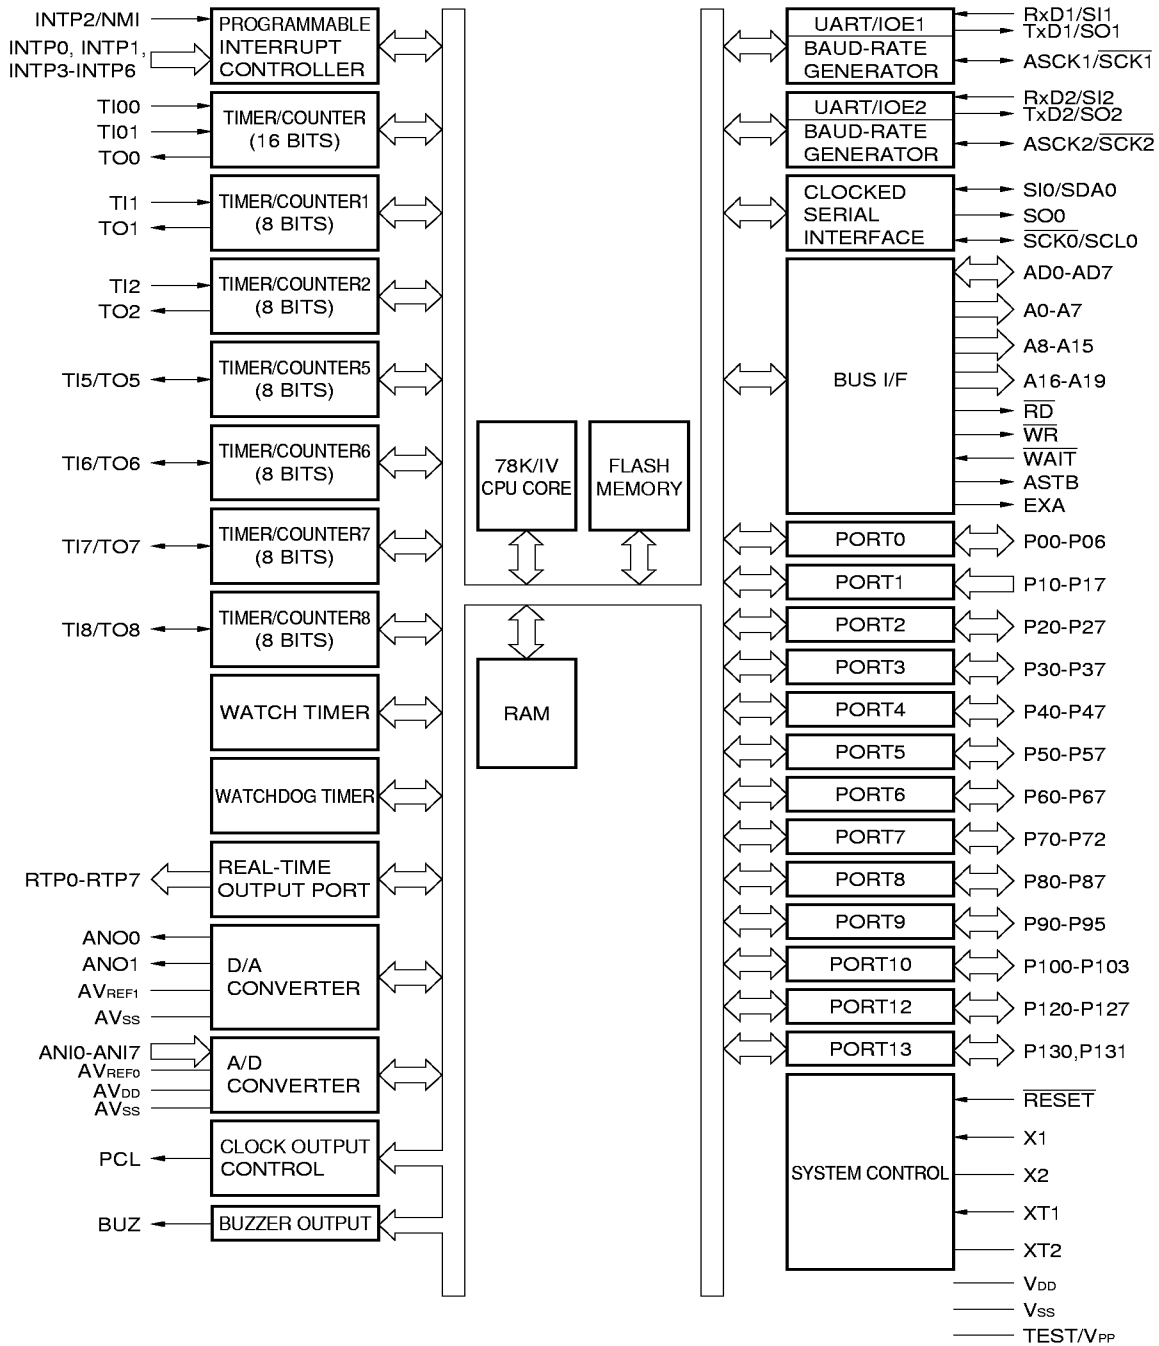 INTP2/NMI
INTP0, INTP1,
INTP3-INTP6
PROGRAMMABLE
INTERRUPT
CONTROLLER
TI00
TI01
TO0
TIMER/COUNTER
(16 BITS)
TI1
TO1
TIMER/COUNTER1
(8 BITS)
TI2
TO2
TIMER/COUNTER2
(8 BITS)
TI5/TO5
TIMER/COUNTER5
(8 BITS)
TI6/TO6
TIMER/COUNTER6
(8 BITS)
TI7/TO7
TIMER/COUNTER7
(8 BITS)
TI8/TO8
TIMER/COUNTER8
(8 BITS)
WATCH TIMER
WATCHDOG TIMER
RTP0-RTP7
REAL-TIME
OUTPUT PORT
ANO0
ANO1
AVREF1
AVSS
D/A
CONVERTER
ANI0-ANI7
AVREF0
AVDD
AVSS
A/D
CONVERTER
PCL
CLOCK OUTPUT
CONTROL
BUZ
BUZZER OUTPUT
78K/IV
CPU CORE
FLASH
MEMORY
RAM
UART/IOE1
BAUD-RATE
GENERATOR
RxD1/SI1
TxD1/SO1
ASCK1/SCK1
UART/IOE2
BAUD-RATE
GENERATOR
RxD2/SI2
TxD2/SO2
ASCK2/SCK2
CLOCKED
SERIAL
INTERFACE
SI0/SDA0
SO0
SCK0/SCL0
BUS I/F
AD0-AD7
A0-A7
A8-A15
A16-A19
RD
WR
WAIT
ASTB
EXA
PORT0
P00-P06
PORT1
P10-P17
PORT2
P20-P27
PORT3
P30-P37
PORT4
P40-P47
PORT5
P50-P57
PORT6
P60-P67
PORT7
P70-P72
PORT8
P80-P87
PORT9
P90-P95
PORT10
P100-P103
PORT12
P120-P127
PORT13
P130,P131
SYSTEM CONTROL
RESET
X1
X2
XT1
XT2
VDD
VSS
TEST/VPP